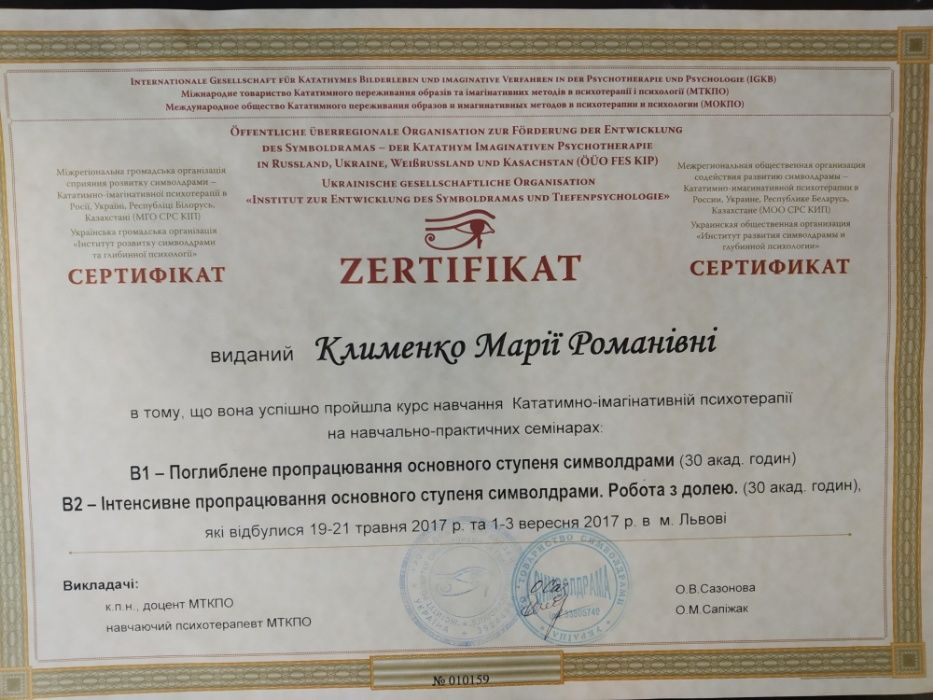 INTERNATIONALE GESELLSCHAFT FÜR KATATHYMES BILDERLEBEN UND IMAGINATIVE VERFAHREN IN DER PSYCHOTHERAPIE UND PSYCHOLOGIE (IGKB)
Міжнародне товариство Кататимного переживання образів та імагінативних методів в психотерапії і психології (МТКПО)
Международное общество Кататимного переживания образов и имагинативных методов в психотерапии и психологии (МОКПО)
ÖFFENTLICHE ÜBERREGIONALE ORGANISATION ZUR FÖRDERUNG DER ENTWICKLUNG
DES SYMBOLDRAMAS – DER KATATHYM IMAGINATIVEN PSYCHOTHERAPIE
IN RUSSLAND, UKRAINE, WEIẞRUSSLAND UND KASACHSTAN (ÖÜO FES KIP)
UKRAINISCHE GESELLSCHAFTLICHE ORGANISATION
«INSTITUT ZUR ENTWICKLUNG DES SYMBOLDRAMAS UND TIEFENPSYCHOLOGIE»
Міжрегіональна громадська організація
сприяння розвитку символдрами –
Кататимно-імагінативної психотерапії в
Росії, Україні, Республіці Білорусь,
Казахстані (МГО СРС КІП)
Українська громадська організація
«Інститут розвитку символдрами
та глибинної психології»
СЕРТИФІКАТ
ZERTIFIKAT
Межрегиональная общественная организация
содействия развитию символдрамы –
Кататимно-имагинативной психотерапии в
России, Украине, Республике Беларусь,
Казахстане (МОО СРС КИП)
Украинская общественная организация
«Институт развития символдрамы и
глубинной психологии»
СЕРТИФИКАТ
виданий Клименко Марії Романівні
в тому, що вона успішно пройшла курс навчання Кататимно-імагінативній психотерапії
на навчально-практичних семінарах:
В1 – Поглиблене пропрацювання основного ступеня символдрами (30 акад. годин)
В2 – Інтенсивне пропрацювання основного ступеня символдрами. Робота з долею. (30 акад. годин),
які відбулися 19-21 травня 2017 р. та 1-3 вересня 2017 р. в м. Львові
Викладачі:
к.п.н., доцент МТКПО
навчаючий психотерапевт МТКПО
ТОВАРИСТВО СИМВОЛДРАМИ
СИМВОЛДРАМА
УКРАЇНА
О.В.Сазонова
О.М.Сапіжак
№ 010159